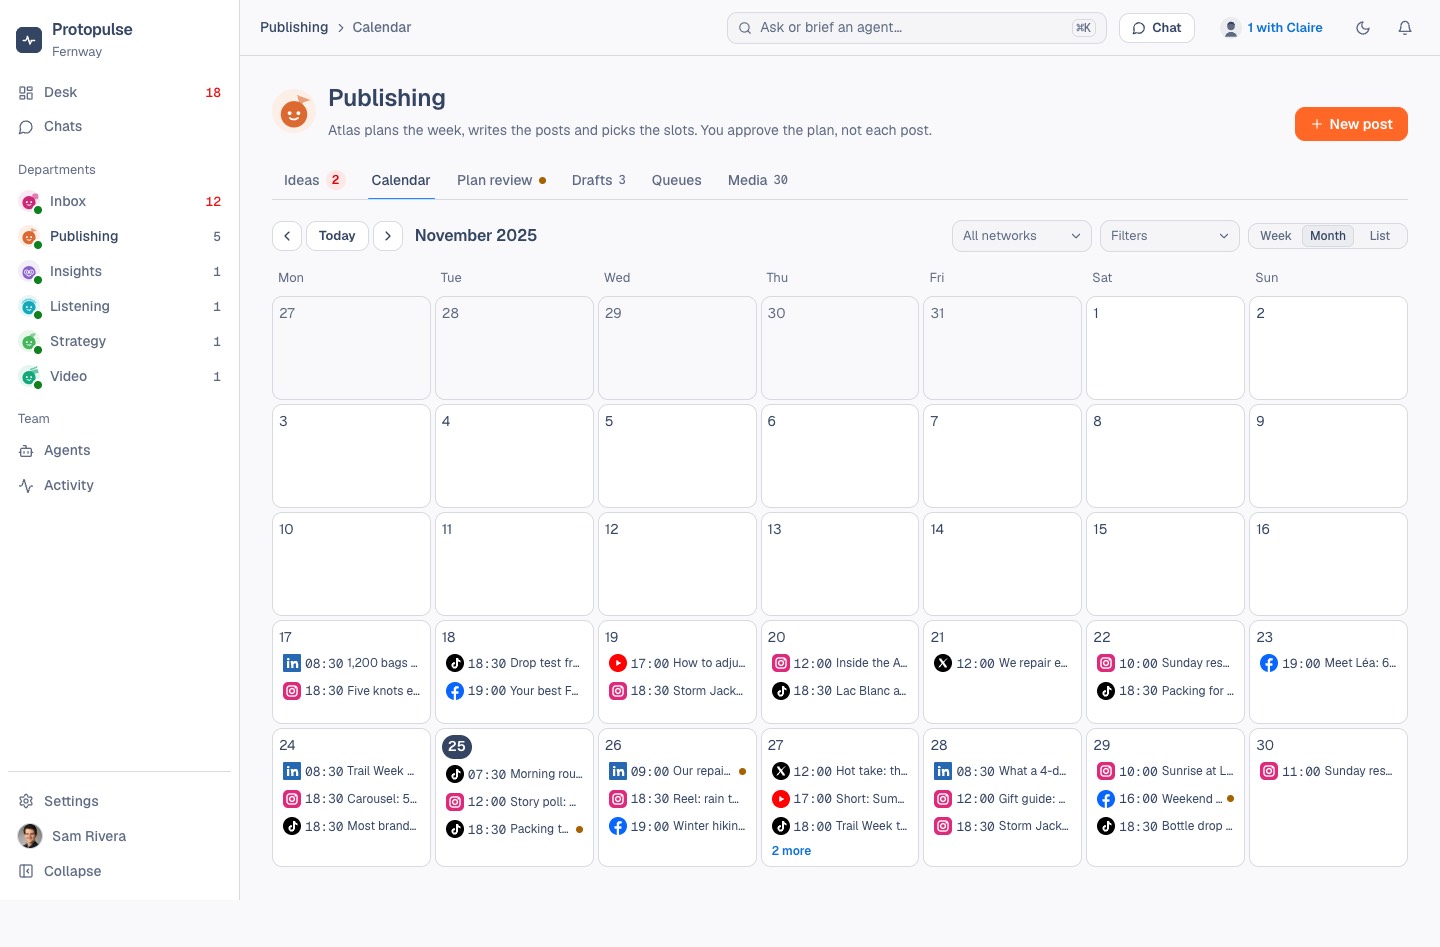 Protopulse
Fernway
Desk 18
Chats
Departments
Inbox 12
Publishing 5
Insights 1
Listening 1
Strategy 1
Video 1
Team
Agents
Activity
Settings
Sam Rivera
Collapse
Publishing > Calendar
Ask or brief an agent... ⌘K
Chat
1 with Claire
Publishing
Atlas plans the week, writes the posts and picks the slots. You approve the plan, not each post.
+ New post
Ideas 2 Calendar Plan review Drafts 3 Queues Media 30
Today November 2025
All networks Filters Week Month List
Mon Tue Wed Thu Fri Sat Sun
27 28 29 30 31 1 2
3 4 5 6 7 8 9
10 11 12 13 14 15 16
17
08:30 1,200 bags ...
18:30 Five knots e...
18
18:30 Drop test fr...
19:00 Your best F...
19
17:00 How to adju...
18:30 Storm Jack...
20
12:00 Inside the A...
18:30 Lac Blanc a...
21
12:00 We repair e...
22
10:00 Sunday res...
18:30 Packing for ...
23
19:00 Meet Léa: 6...
24
08:30 Trail Week ...
18:30 Carousel: 5...
18:30 Most brand...
25
07:30 Morning rou...
12:00 Story poll: ...
18:30 Packing t...
26
09:00 Our repai...
18:30 Reel: rain t...
19:00 Winter hikin...
27
12:00 Hot take: th...
17:00 Short: Sum...
18:00 Trail Week t...
2 more
28
08:30 What a 4-d...
12:00 Gift guide: ...
18:30 Storm Jack...
29
10:00 Sunrise at L...
16:00 Weekend ...
18:30 Bottle drop ...
30
11:00 Sunday res...